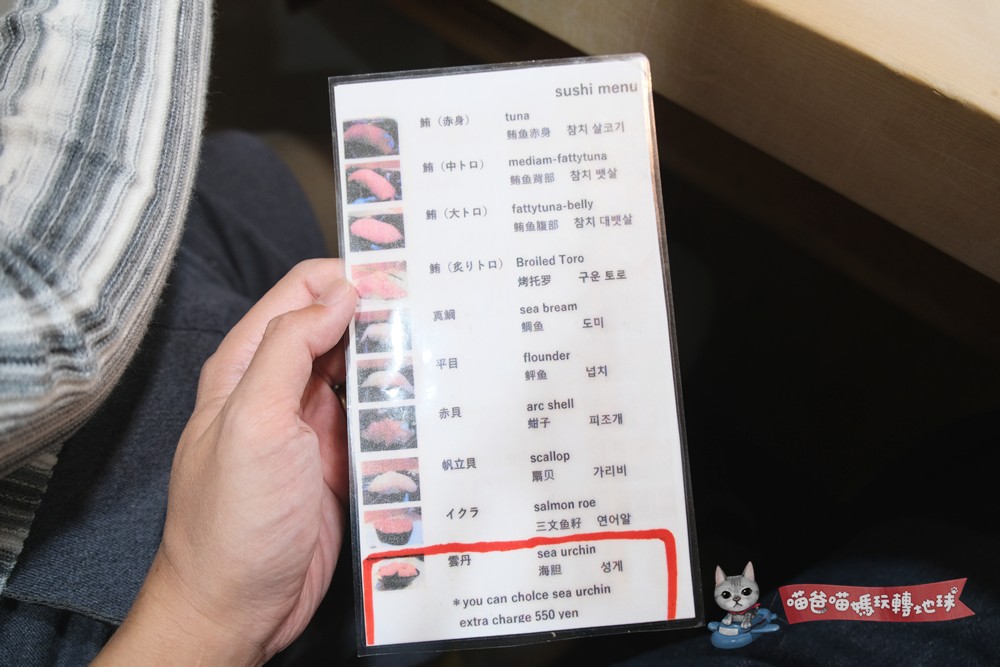 sushi menu
鮪（赤身） tuna
鮪鱼赤身 참치 살코기
鮪（中トロ） mediam-fattytuna
鮪鱼背部 참치 뱃살
鮪（大トロ） fattytuna-belly
鮪鱼腹部 참치 대뱃살
鮪（炙りトロ） Broiled Toro
烤托罗 구운 토로
真鯛 sea bream
鯛鱼 도미
平目 flounder
鮃鱼 넙치
赤貝 arc shell
蚶子 피조개
帆立貝 scallop
扇贝 가리비
イクラ salmon roe
三文鱼籽 연어알
雲丹 sea urchin
海胆 성게
＊you can cholce sea urchin
extra charge 550 yen
喵爸喵媽玩轉地球